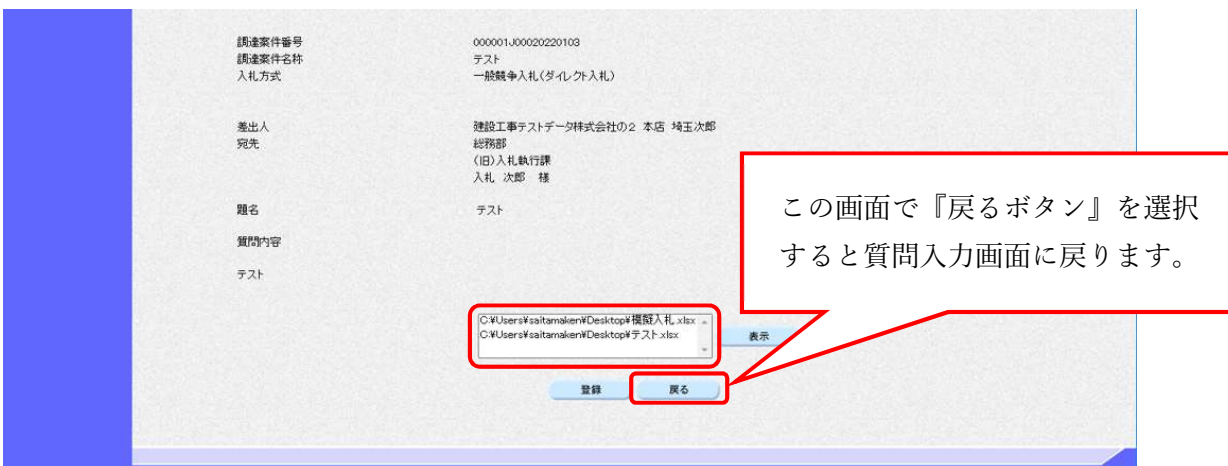 調達案件番号 000001J00020220103
調達案件名称 テスト
入札方式 一般競争入札(ダイレクト入札)
差出人 建設工事テストデータ株式会社の2 本店 埼玉次郎
宛先 総務部
(旧)入札執行課
入札 次郎 様
題名 テスト
質問内容
テスト
この画面で『戻るボタン』を選択
すると質問入力画面に戻ります。
C:¥Users¥saitamaken¥Desktop¥模擬入札.xlsx
C:¥Users¥saitamaken¥Desktop¥テスト.xlsx
表示
登録 戻る